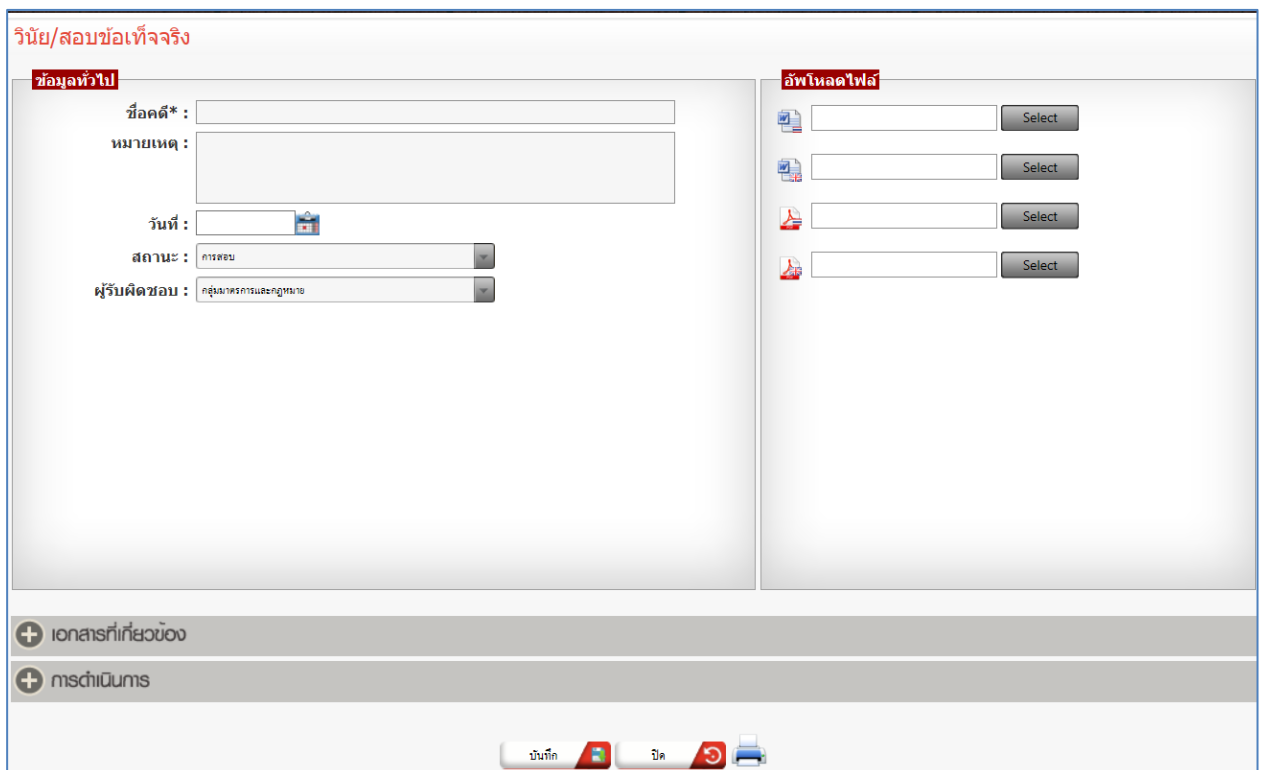 วินัย/สอบข้อเท็จจริง
ข้อมูลทั่วไป
ชื่อคดี* :
หมายเหตุ :
วันที่ :
สถานะ : การสอบ
ผู้รับผิดชอบ : กลุ่มมาตรการและกฎหมาย
อัพโหลดไฟล์
Select
Select
Select
Select
เอกสารที่เกี่ยวข้อง
การดำเนินการ
บันทึก
ปิด